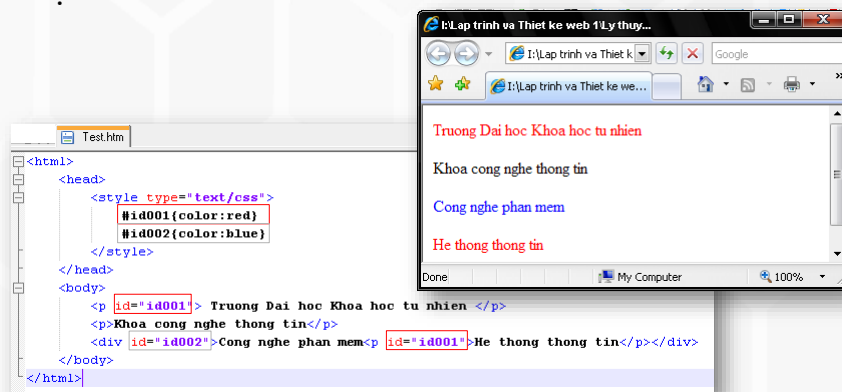 I:\Lap trinh va Thiet ke web 1\Ly thuy...
I:\Lap trinh va Thiet k
Google
I:\Lap trinh va Thiet ke we...
Truong Dai hoc Khoa hoc tu nhien
Khoa cong nghe thong tin
Cong nghe phan mem
He thong thong tin
Done
My Computer
100%
Test.htm
<html>
<head>
<style type="text/css">
#id001{color:red}
#id002{color:blue}
</style>
</head>
<body>
<p id="id001"> Truong Dai hoc Khoa hoc tu nhien </p>
<p>Khoa cong nghe thong tin</p>
<div id="id002">Cong nghe phan mem<p id="id001">He thong thong tin</p></div>
</body>
</html>